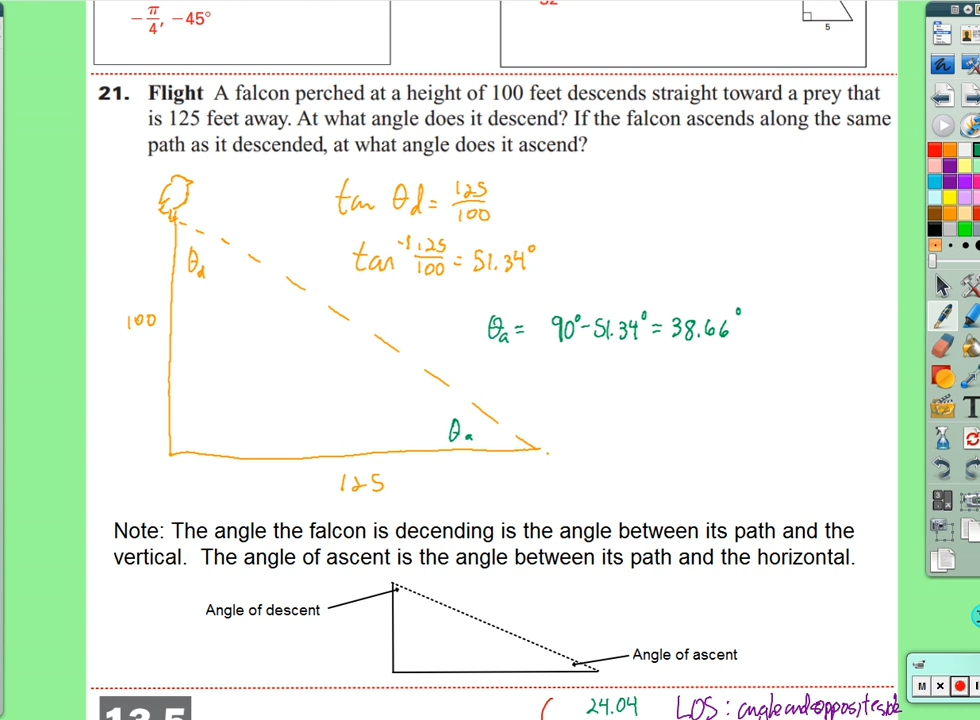 -π/4, -45°
5
21. Flight A falcon perched at a height of 100 feet descends straight toward a prey that
is 125 feet away. At what angle does it descend? If the falcon ascends along the same
path as it descended, at what angle does it ascend?
tan θd = 125/100
tan⁻¹ 125/100 = 51.34°
θd
100
θa = 90° - 51.34° = 38.66°
θa
125
Note: The angle the falcon is decending is the angle between its path and the
vertical. The angle of ascent is the angle between its path and the horizontal.
Angle of descent
Angle of ascent
24.04 LOS: angle and opposite side
M X